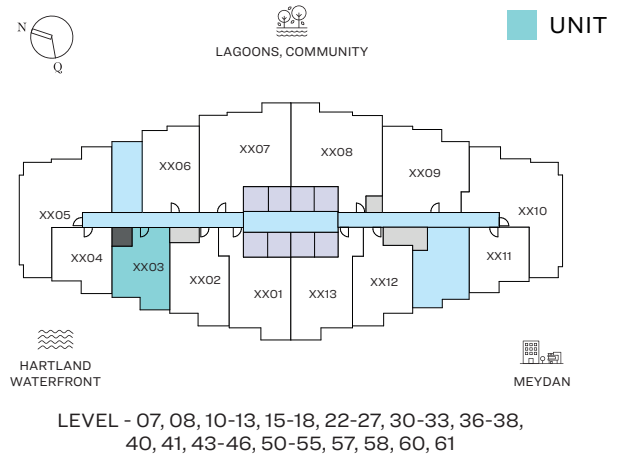 N
Q
LAGOONS, COMMUNITY
UNIT
XX07
XX08
XX06
XX09
XX05
XX10
XX04
XX03
XX02
XX01
XX13
XX12
XX11
HARTLAND
WATERFRONT
MEYDAN
LEVEL - 07, 08, 10-13, 15-18, 22-27, 30-33, 36-38,
40, 41, 43-46, 50-55, 57, 58, 60, 61